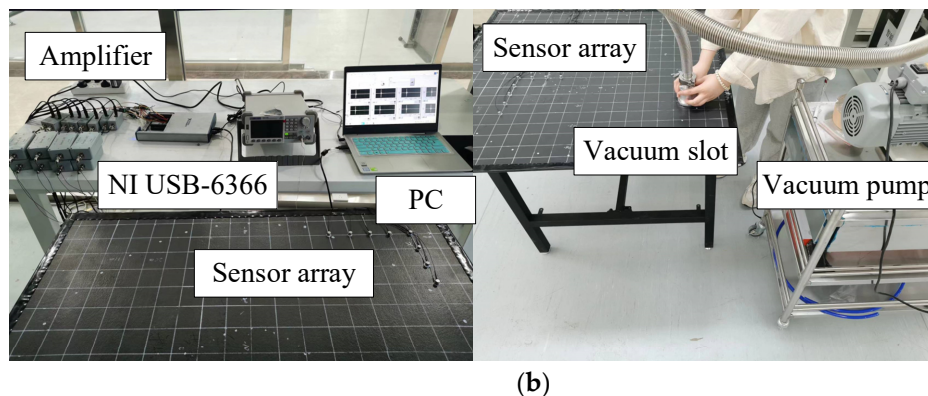 Amplifier
NI USB-6366
PC
Sensor array
Sensor array
Vacuum slot
Vacuum pump
(b)